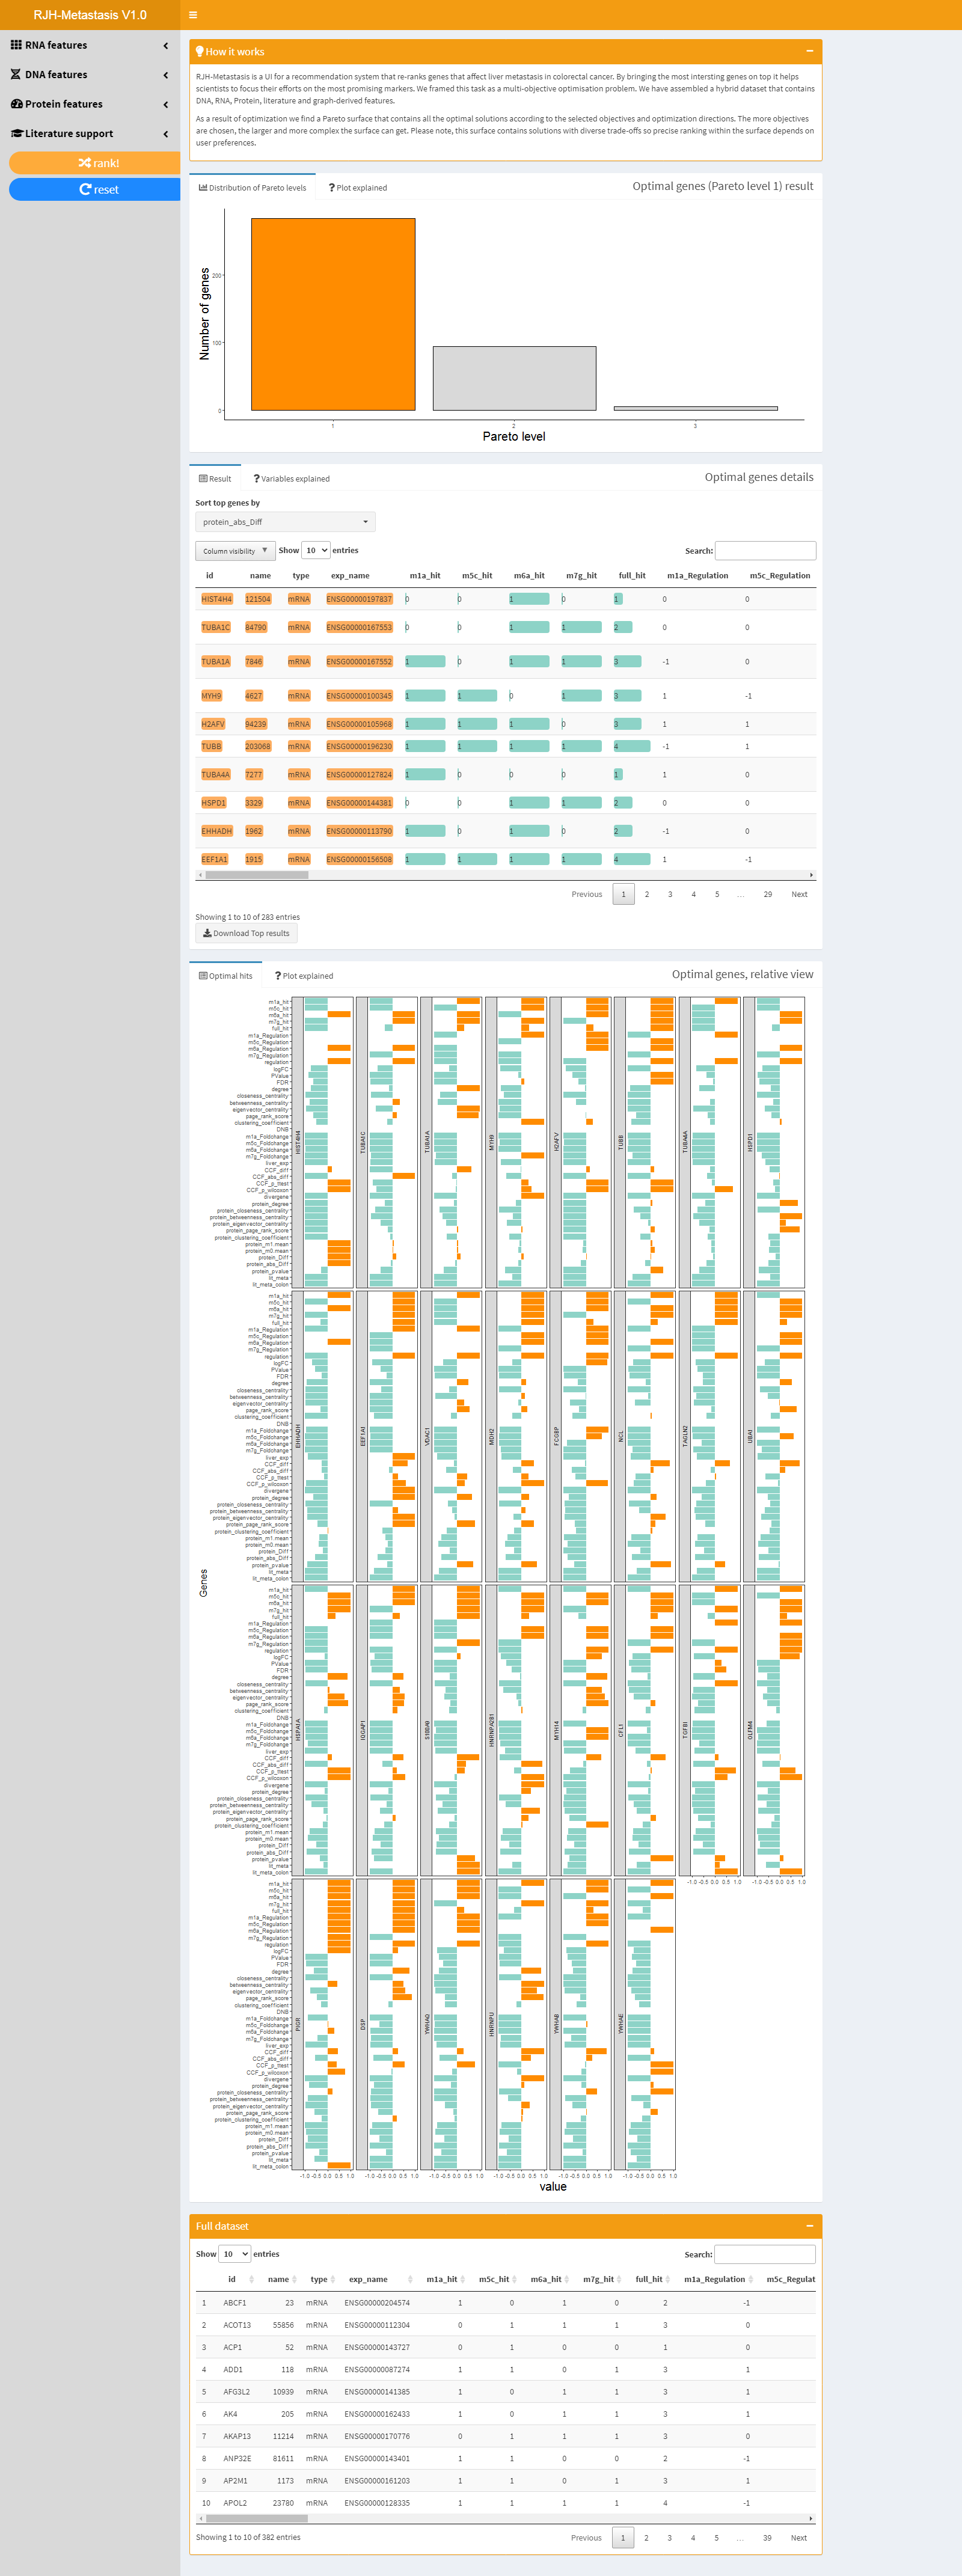 RJH-Metastasis V1.0
RNA features
DNA features
Protein features
Literature support
rank!
reset
How it works
RJH-Metastasis is a UI for a recommendation system that re-ranks genes that affect liver metastasis in colorectal cancer. By bringing the most intersting genes on top it helps
scientists to focus their efforts on the most promising markers. We framed this task as a multi-objective optimisation problem. We have assembled a hybrid dataset that contains
DNA, RNA, Protein, literature and graph-derived features.
As a result of optimization we find a Pareto surface that contains all the optimal solutions according to the selected objectives and optimization directions. The more objectives
are chosen, the larger and more complex the surface can get. Please note, this surface contains solutions with diverse trade-offs so precise ranking within the surface depends on
user preferences.
Distribution of Pareto levels ? Plot explained Optimal genes (Pareto level 1) result
Number of genes
200
100
0
1 2 3
Pareto level
Result ? Variables explained Optimal genes details
Sort top genes by
protein_abs_Diff
Column visibility Show 10 entries Search:
id name type exp_name m1a_hit m5c_hit m6a_hit m7g_hit full_hit m1a_Regulation m5c_Regulation
HIST4H4 121504 mRNA ENSG00000197837 0 0 1 0 1 0 0
TUBA1C 84790 mRNA ENSG00000167553 0 0 1 1 2 0 0
TUBA1A 7846 mRNA ENSG00000167552 1 0 1 1 3 -1 0
MYH9 4627 mRNA ENSG00000100345 1 1 0 1 3 1 -1
H2AFV 94239 mRNA ENSG00000105968 1 1 1 0 3 1 1
TUBB 203068 mRNA ENSG00000196230 1 1 1 1 4 -1 1
TUBA4A 7277 mRNA ENSG00000127824 1 0 0 0 1 1 0
HSPD1 3329 mRNA ENSG00000144381 0 0 1 1 2 0 0
EHHADH 1962 mRNA ENSG00000113790 1 0 1 0 2 -1 0
EEF1A1 1915 mRNA ENSG00000156508 1 1 1 1 4 1 -1
Previous 1 2 3 4 5 … 29 Next
Showing 1 to 10 of 283 entries
Download Top results
Optimal hits ? Plot explained Optimal genes, relative view
m1a_hit
m5c_hit
m6a_hit
m7g_hit
full_hit
m1a_Regulation
m5c_Regulation
m6a_Regulation
m7g_Regulation
regulation
logFC
PValue
FDR
degree
closeness_centrality
betweenness_centrality
eigenvector_centrality
page_rank_score
clustering_coefficient
DNB
m1a_Foldchange
m5c_Foldchange
m6a_Foldchange
m7g_Foldchange
liver_exp
CCF_diff
CCF_abs_diff
CCF_p_ttest
CCF_p_wilcoxon
divergene
protein_degree
protein_closeness_centrality
protein_betweenness_centrality
protein_eigenvector_centrality
protein_page_rank_score
protein_clustering_coefficient
protein_m1.mean
protein_m0.mean
protein_Diff
protein_abs_Diff
protein_pvalue
lit_meta
lit_meta_colon
HIST4H4 TUBA1C TUBA1A MYH9 H2AFV TUBB TUBA4A HSPD1
EHHADH EEF1A1 VDAC1 MDH2 FCGBP NCL TAGLN2 UBA1
Genes
HSPA1A IQGAP1 S100A9 HNRNPA2B1 MYH14 CFL1 TGFBI OLFM4
PIGR DSP YWHAQ HNRNPU YWHAB YWHAE
-1.0 -0.5 0.0 0.5 1.0
value
Full dataset
Show 10 entries Search:
id name type exp_name m1a_hit m5c_hit m6a_hit m7g_hit full_hit m1a_Regulation m5c_Regulat
1 ABCF1 23 mRNA ENSG00000204574 1 0 1 0 2 -1
2 ACOT13 55856 mRNA ENSG00000112304 0 1 1 1 3 0
3 ACP1 52 mRNA ENSG00000143727 0 1 0 0 1 0
4 ADD1 118 mRNA ENSG00000087274 1 1 0 1 3 1
5 AFG3L2 10939 mRNA ENSG00000141385 1 0 1 1 3 1
6 AK4 205 mRNA ENSG00000162433 1 0 1 1 3 1
7 AKAP13 11214 mRNA ENSG00000170776 0 1 1 1 3 0
8 ANP32E 81611 mRNA ENSG00000143401 1 1 0 0 2 -1
9 AP2M1 1173 mRNA ENSG00000161203 1 1 0 1 3 1
10 APOL2 23780 mRNA ENSG00000128335 1 1 1 1 4 -1
Showing 1 to 10 of 382 entries Previous 1 2 3 4 5 … 39 Next